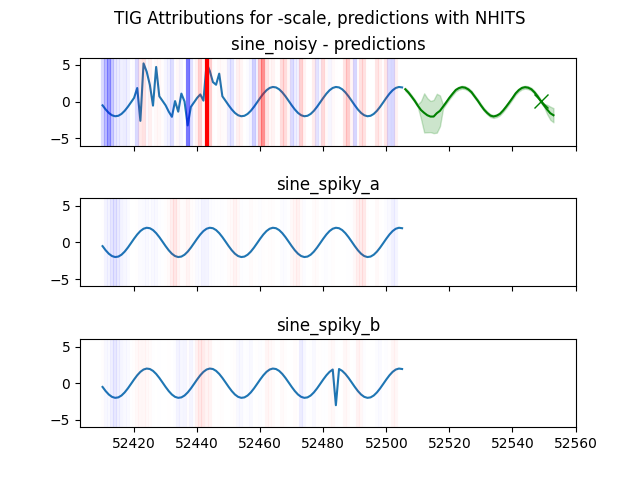 TIG Attributions for -scale, predictions with NHITS
sine_noisy - predictions
5
0
−5
sine_spiky_a
5
0
−5
sine_spiky_b
5
0
−5
52420 52440 52460 52480 52500 52520 52540 52560